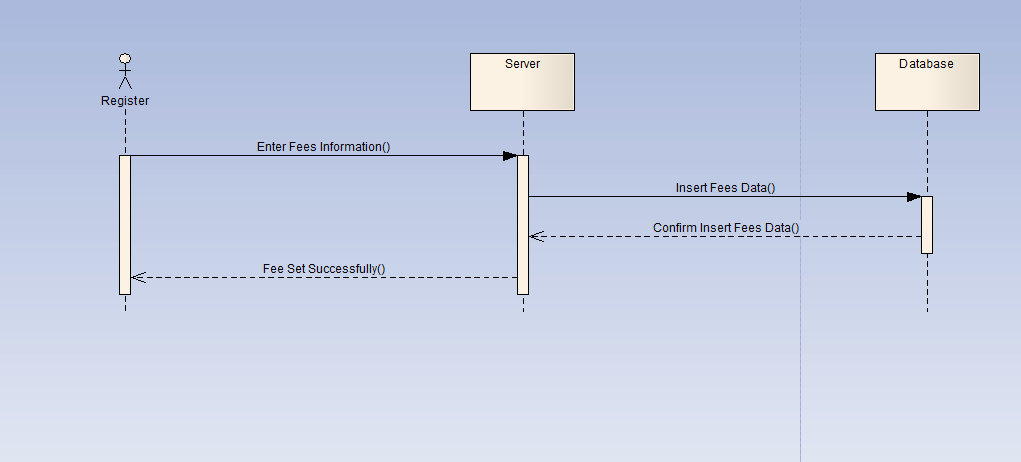 Server
Database
Register
Enter Fees Information()
Insert Fees Data()
Confirm Insert Fees Data()
Fee Set Successfully()